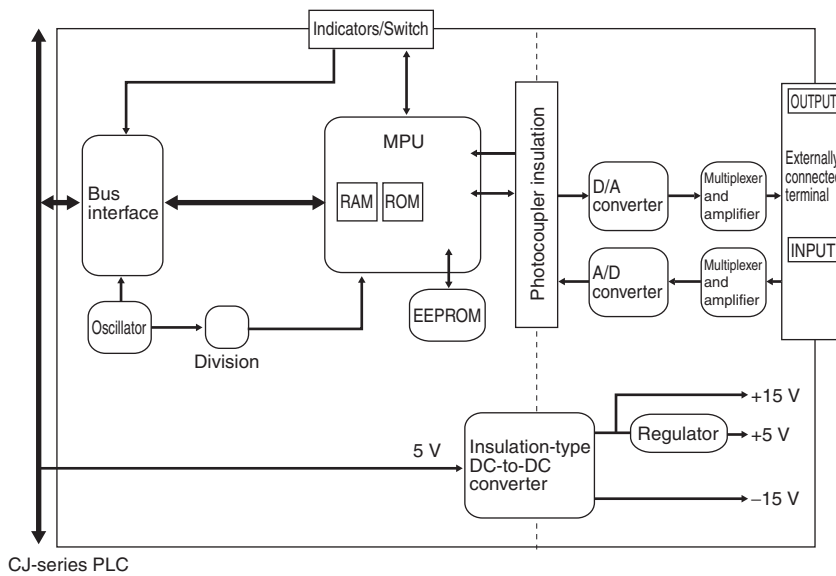 Indicators/Switch
MPU
RAM
ROM
Bus
interface
Oscillator
Division
EEPROM
Photocoupler insulation
D/A
converter
Multiplexer
and
amplifier
A/D
converter
Multiplexer
and
amplifier
OUTPUT
Externally
connected
terminal
INPUT
5 V
Insulation-type
DC-to-DC
converter
+15 V
Regulator
+5 V
−15 V
CJ-series PLC